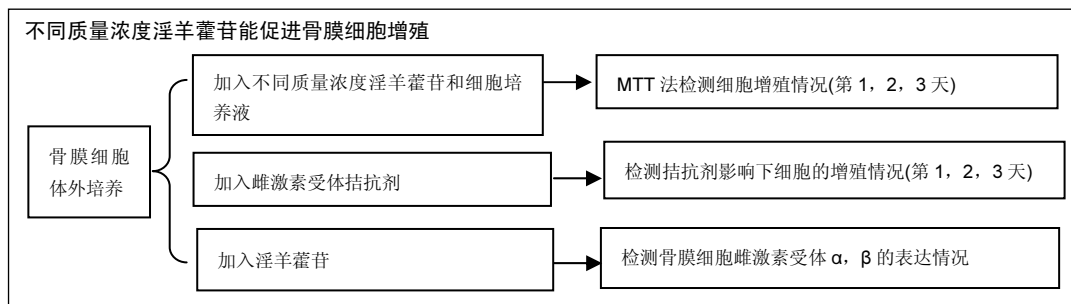 不同质量浓度淫羊藿苷能促进骨膜细胞增殖
加入不同质量浓度淫羊藿苷和细胞培
养液
MTT 法检测细胞增殖情况(第 1，2，3 天)
骨膜细胞
体外培养
加入雌激素受体拮抗剂
检测拮抗剂影响下细胞的增殖情况(第 1，2，3 天)
加入淫羊藿苷
检测骨膜细胞雌激素受体 α，β 的表达情况